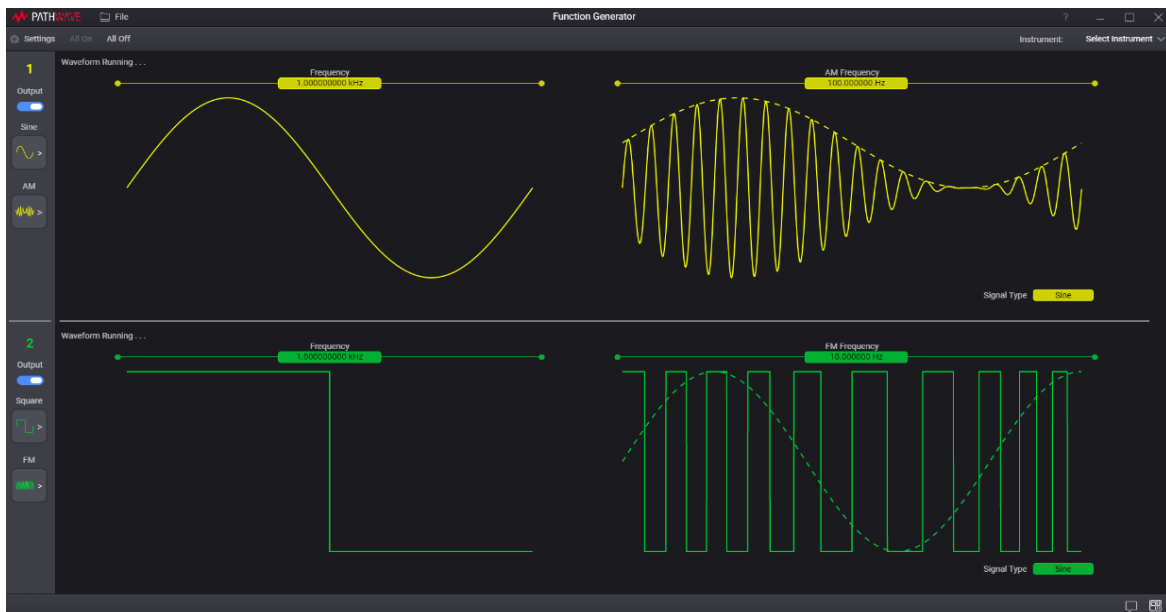 PATHWAVE File Function Generator ?
Settings All On All Off Instrument: Select Instrument
1
Waveform Running . . .
Output
Sine
>
AM
>
Frequency
1.000000000 kHz
AM Frequency
100.000000 Hz
Signal Type Sine
2
Waveform Running . . .
Output
Square
>
FM
>
Frequency
1.000000000 kHz
FM Frequency
10.000000 Hz
Signal Type Sine